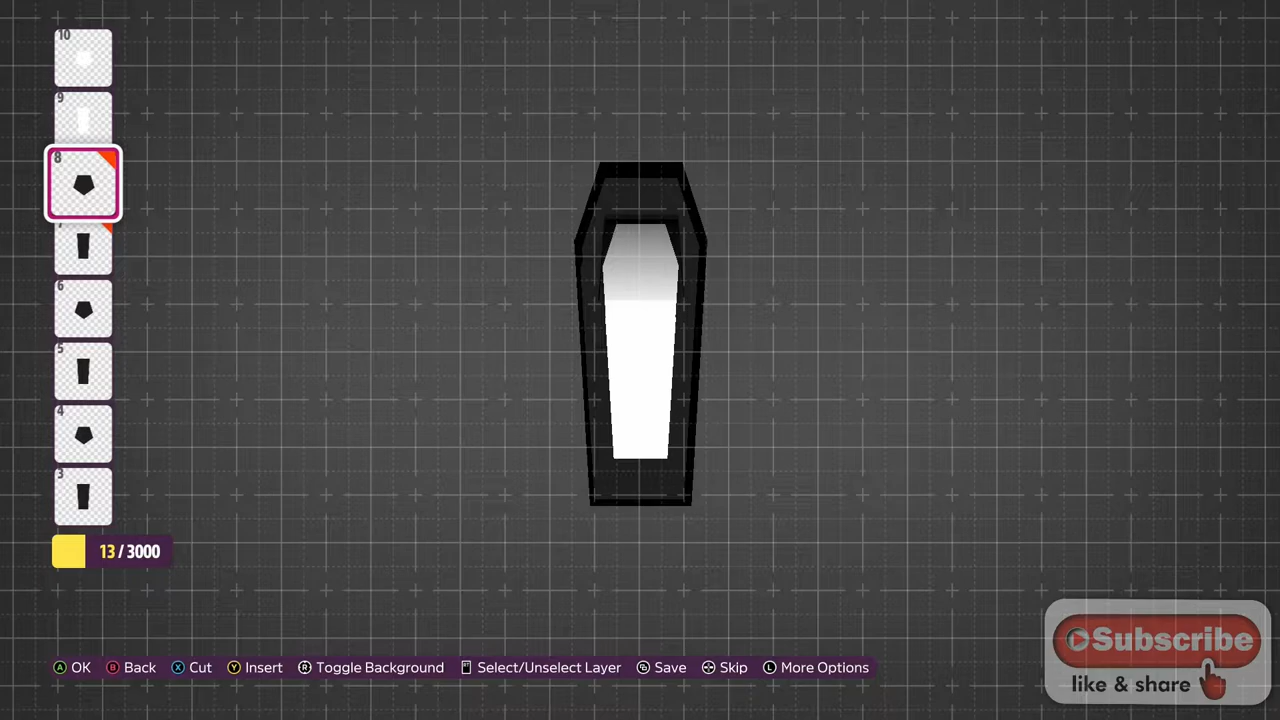 10
9
8
7
6
5
4
3
13 / 3000
A OK B Back X Cut Y Insert R Toggle Background Select/Unselect Layer Save Skip L More Options
Subscribe
like & share